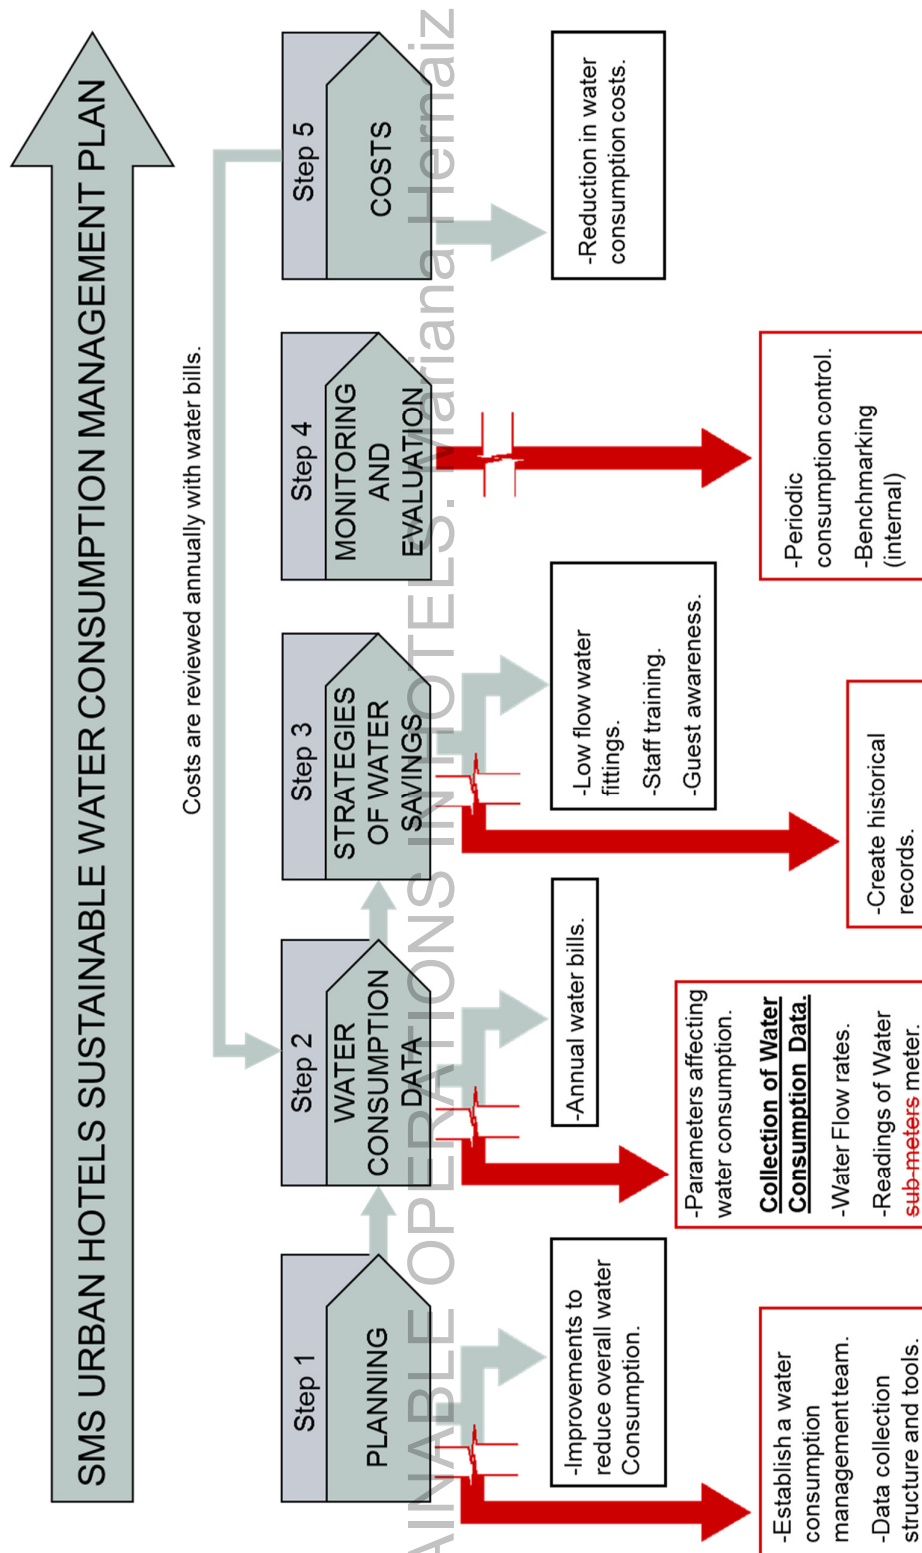 SMS URBAN HOTELS SUSTAINABLE WATER CONSUMPTION MANAGEMENT PLAN
Costs are reviewed annually with water bills.
Step 1
PLANNING
Step 2
WATER
CONSUMPTION
DATA
Step 3
STRATEGIES
OF WATER
SAVINGS
Step 4
MONITORING
AND
EVALUATION
Step 5
COSTS
AINABLE OPERATIONS IN HOTELS. Mariana Hernaiz
-Improvements to
reduce overall water
Consumption.
-Annual water bills.
-Low flow water
fittings.
-Staff training.
-Guest awareness.
-Reduction in water
consumption costs.
-Establish a water
consumption
management team.
-Data collection
structure and tools.
-Parameters affecting
water consumption.
Collection of Water
Consumption Data.
-Water Flow rates.
-Readings of Water
sub-meters meter.
-Create historical
records.
-Periodic
consumption control.
-Benchmarking
(internal)